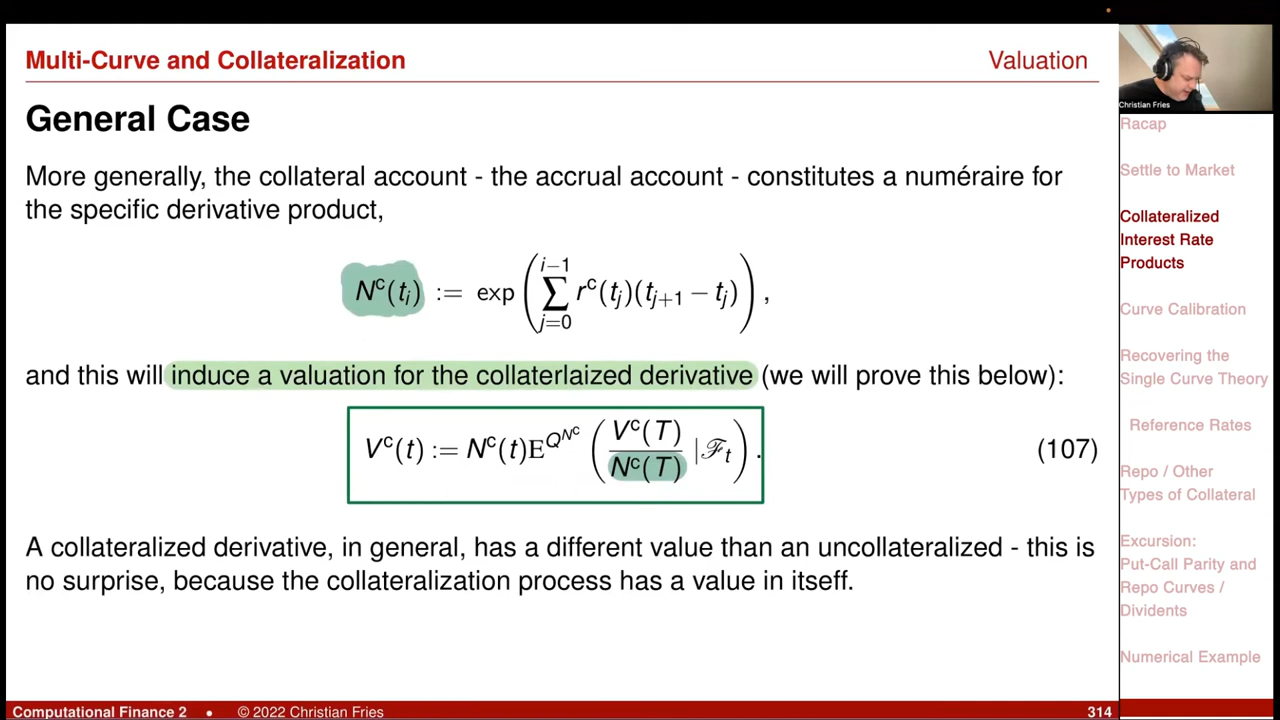 Multi-Curve and Collateralization
Valuation
General Case
More generally, the collateral account - the accrual account - constitutes a numéraire for
the specific derivative product,
N^c(t_i) := exp ( ∑_{j=0}^{i−1} r^c(t_j)(t_{j+1} − t_j) ) ,
and this will induce a valuation for the collaterlaized derivative (we will prove this below):
V^c(t) := N^c(t)E^{Q^{N^c}} ( V^c(T) / N^c(T) | ℱ_t ) . (107)
A collateralized derivative, in general, has a different value than an uncollateralized - this is
no surprise, because the collateralization process has a value in itseff.
Christian Fries
Racap
Settle to Market
Collateralized
Interest Rate
Products
Curve Calibration
Recovering the
Single Curve Theory
Reference Rates
Repo / Other
Types of Collateral
Excursion:
Put-Call Parity and
Repo Curves /
Dividents
Numerical Example
Computational Finance 2 • © 2022 Christian Fries
314